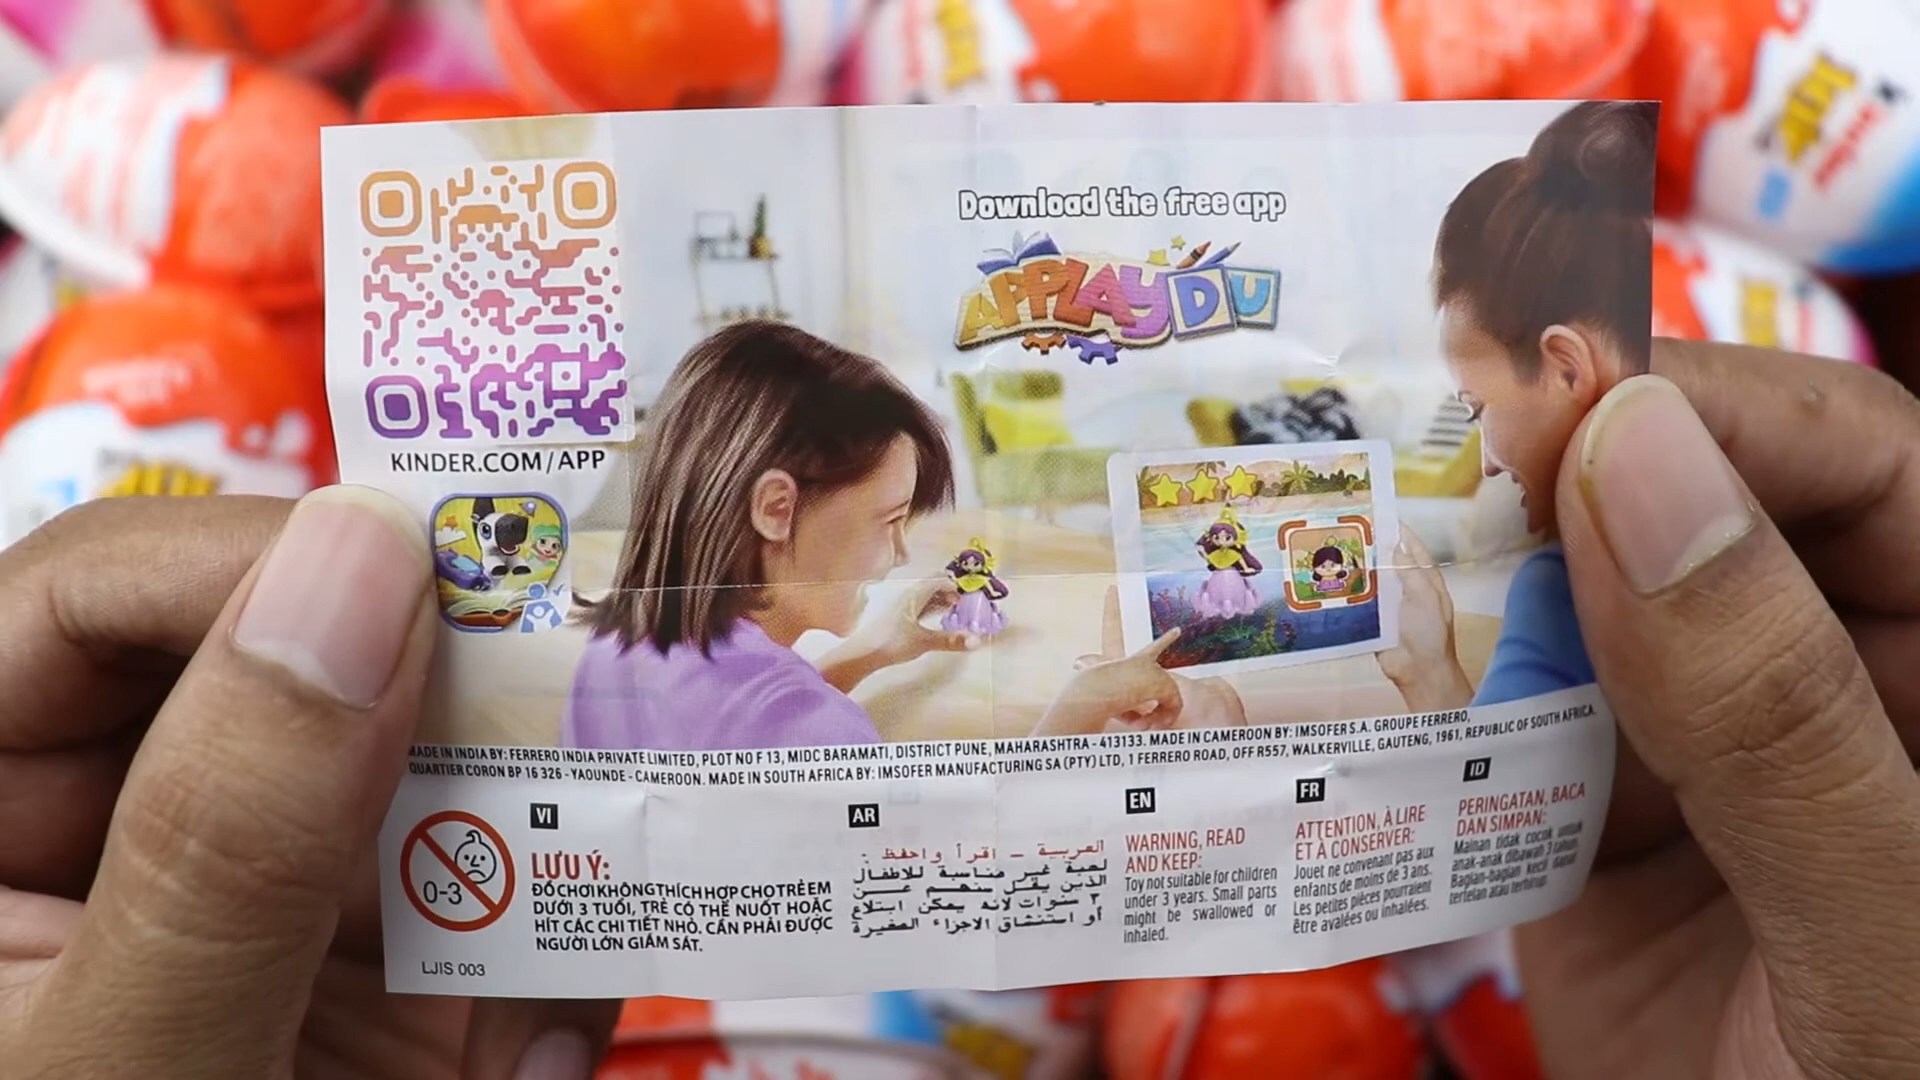 Download the free app
APPLAYDU
KINDER.COM/APP
MADE IN INDIA BY: FERRERO INDIA PRIVATE LIMITED, PLOT NO F 13, MIDC BARAMATI, DISTRICT PUNE, MAHARASHTRA - 413133. MADE IN CAMEROON BY: IMSOFER S.A. GROUPE FERRERO,
QUARTIER CORON BP 16 326 - YAOUNDE - CAMEROON. MADE IN SOUTH AFRICA BY: IMSOFER MANUFACTURING SA (PTY) LTD, 1 FERRERO ROAD, OFF R557, WALKERVILLE, GAUTENG, 1961, REPUBLIC OF SOUTH AFRICA.
0-3
LJIS 003
VI
LƯU Ý:
ĐỒ CHƠI KHÔNG THÍCH HỢP CHO TRẺ EM
DƯỚI 3 TUỔI, TRẺ CÓ THỂ NUỐT HOẶC
HÍT CÁC CHI TIẾT NHỎ. CẦN PHẢI ĐƯỢC
NGƯỜI LỚN GIÁM SÁT.
AR
العربية – اقرأ واحفظ :
لعبة غير مناسبة للاطفال
الذين يقل سنهم عن
٣ سنوات لانه يمكن ابتلاع
أو استنشاق الاجزاء الصغيرة
EN
WARNING, READ
AND KEEP:
Toy not suitable for children
under 3 years. Small parts
might be swallowed or
inhaled.
FR
ATTENTION, À LIRE
ET À CONSERVER:
Jouet ne convenant pas aux
enfants de moins de 3 ans.
Les petites pièces pourraient
être avalées ou inhalées.
ID
PERINGATAN, BACA
DAN SIMPAN:
Mainan tidak cocok untuk
anak-anak dibawah 3 tahun.
Bagian-bagian kecil dapat
tertelan atau terhirup.